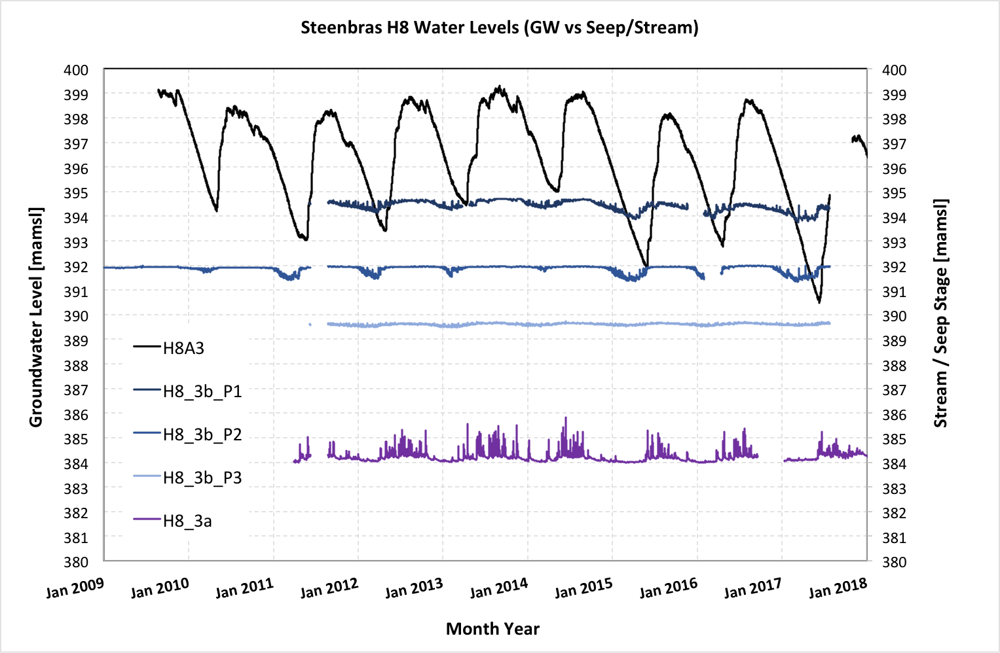 Steenbras H8 Water Levels (GW vs Seep/Stream)
400
399
398
397
396
395
394
393
392
391
390
389
388
387
386
385
384
383
382
381
380
Groundwater Level [mamsl]
H8A3
H8_3b_P1
H8_3b_P2
H8_3b_P3
H8_3a
400
399
398
397
396
395
394
393
392
391
390
389
388
387
386
385
384
383
382
381
380
Stream / Seep Stage [mamsl]
Jan 2009
Jan 2010
Jan 2011
Jan 2012
Jan 2013
Jan 2014
Jan 2015
Jan 2016
Jan 2017
Jan 2018
Month Year